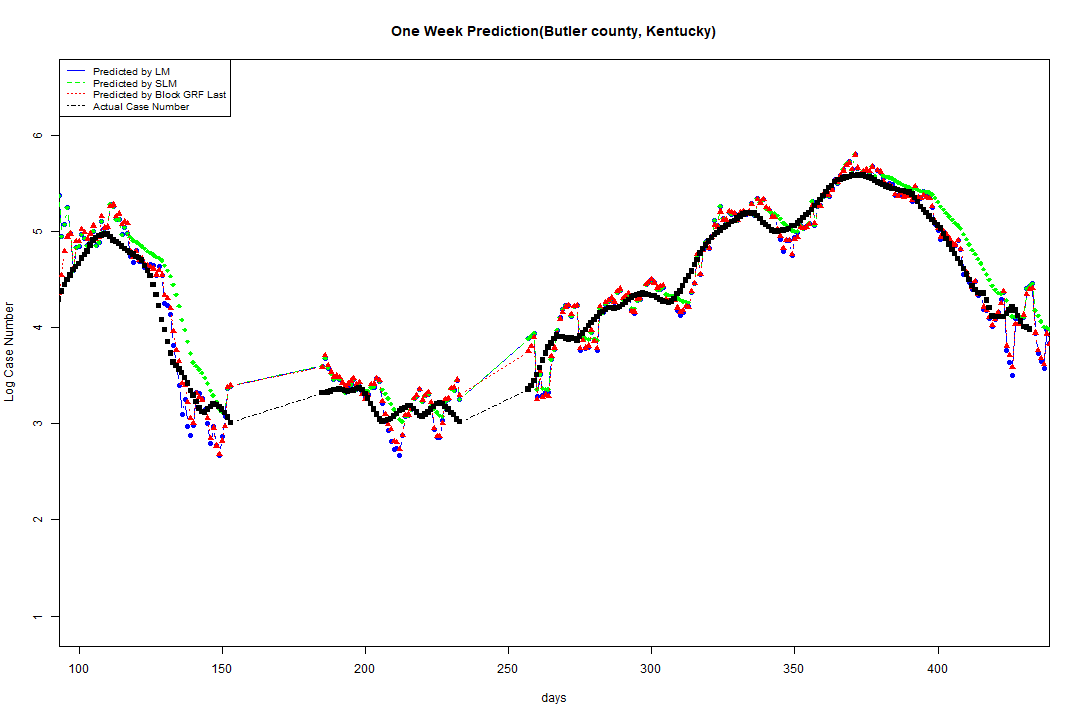 One Week Prediction(Butler county, Kentucky)
Predicted by LM
Predicted by SLM
Predicted by Block GRF Last
Actual Case Number
6
5
4
3
2
1
Log Case Number
100 150 200 250 300 350 400
days